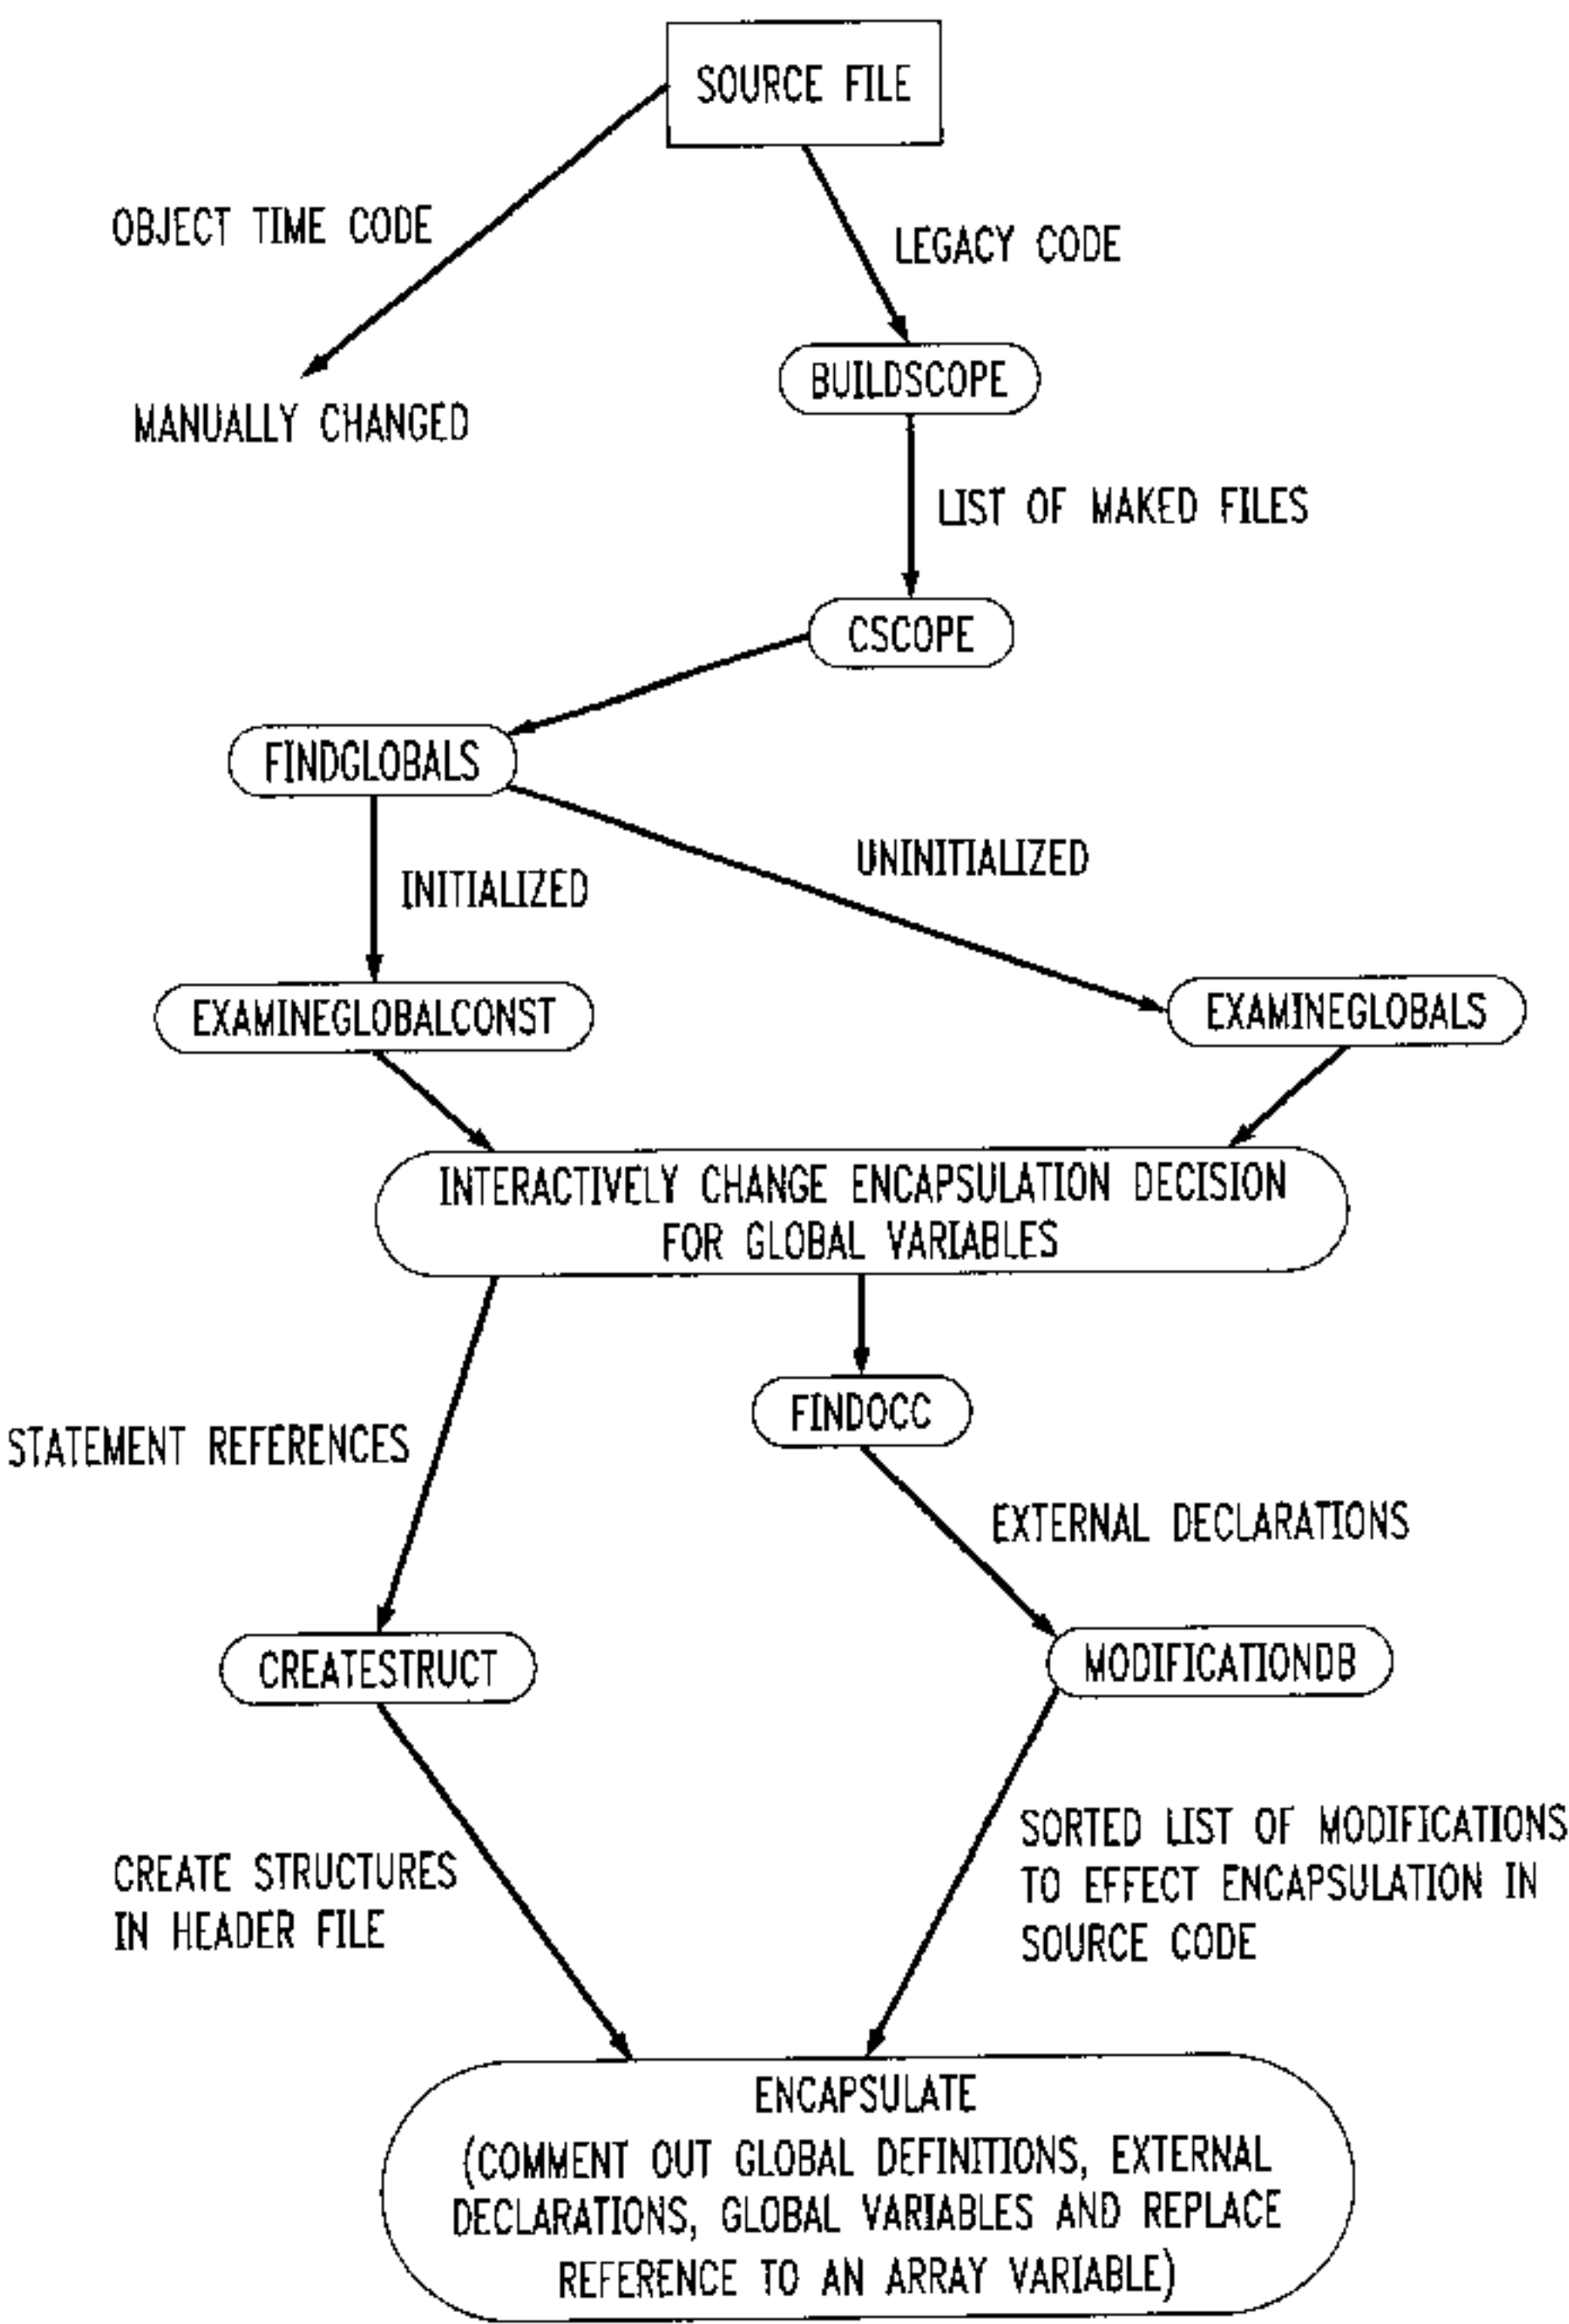 SOURCE FILE
OBJECT TIME CODE
LEGACY CODE
BUILDSCOPE
MANUALLY CHANGED
LIST OF MAKED FILES
CSCOPE
FINDGLOBALS
UNINITIALIZED
INITIALIZED
EXAMINEGLOBALCONST
EXAMINEGLOBALS
INTERACTIVELY CHANGE ENCAPSULATION DECISION
FOR GLOBAL VARIABLES
FINDOCC
STATEMENT REFERENCES
EXTERNAL DECLARATIONS
CREATESTRUCT
MODIFICATIONDB
CREATE STRUCTURES
IN HEADER FILE
SORTED LIST OF MODIFICATIONS
TO EFFECT ENCAPSULATION IN
SOURCE CODE
ENCAPSULATE
(COMMENT OUT GLOBAL DEFINITIONS, EXTERNAL
DECLARATIONS, GLOBAL VARIABLES AND REPLACE
REFERENCE TO AN ARRAY VARIABLE)